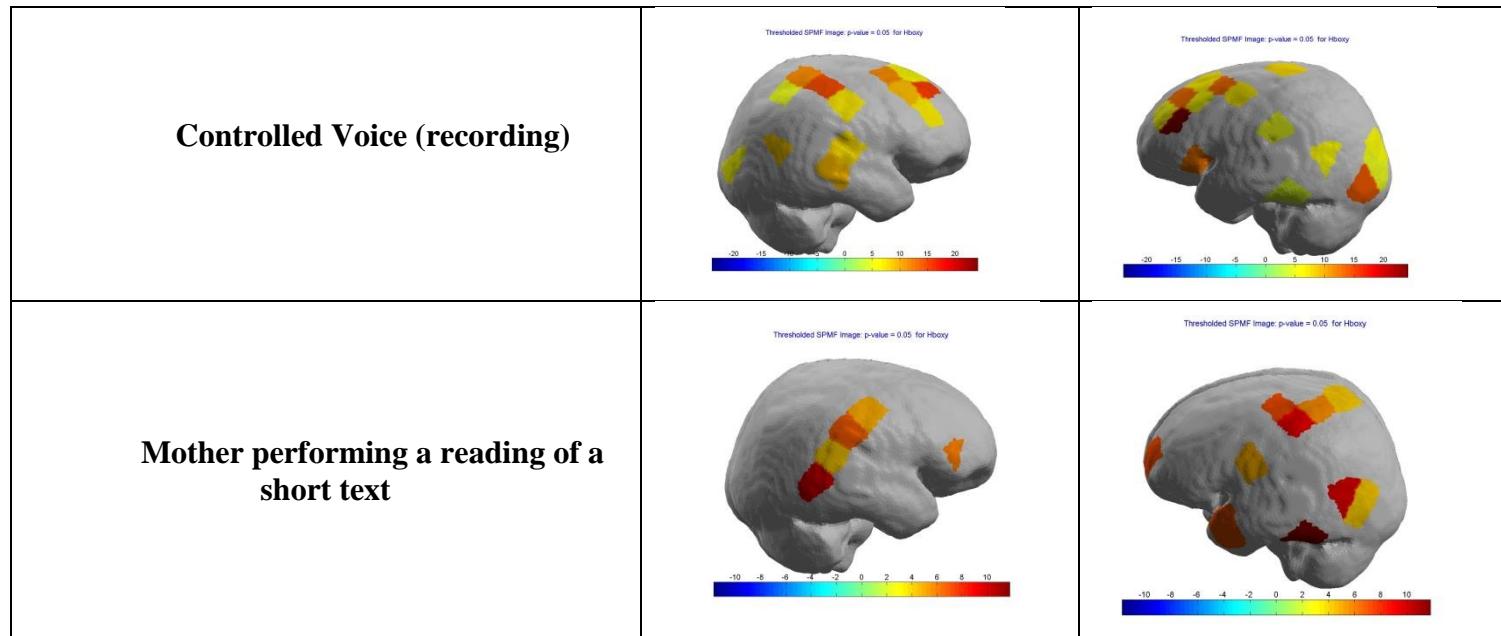 Controlled Voice (recording)
Thresholded SPMF Image: p-value = 0.05 for Hboxy
-20 -15 -10 -5 0 5 10 15 20
Thresholded SPMF Image: p-value = 0.05 for Hboxy
-20 -15 -10 -5 0 5 10 15 20
Mother performing a reading of a
short text
Thresholded SPMF Image: p-value = 0.05 for Hboxy
-10 -8 -6 -4 -2 0 2 4 6 8 10
Thresholded SPMF Image: p-value = 0.05 for Hboxy
-10 -8 -6 -4 -2 0 2 4 6 8 10